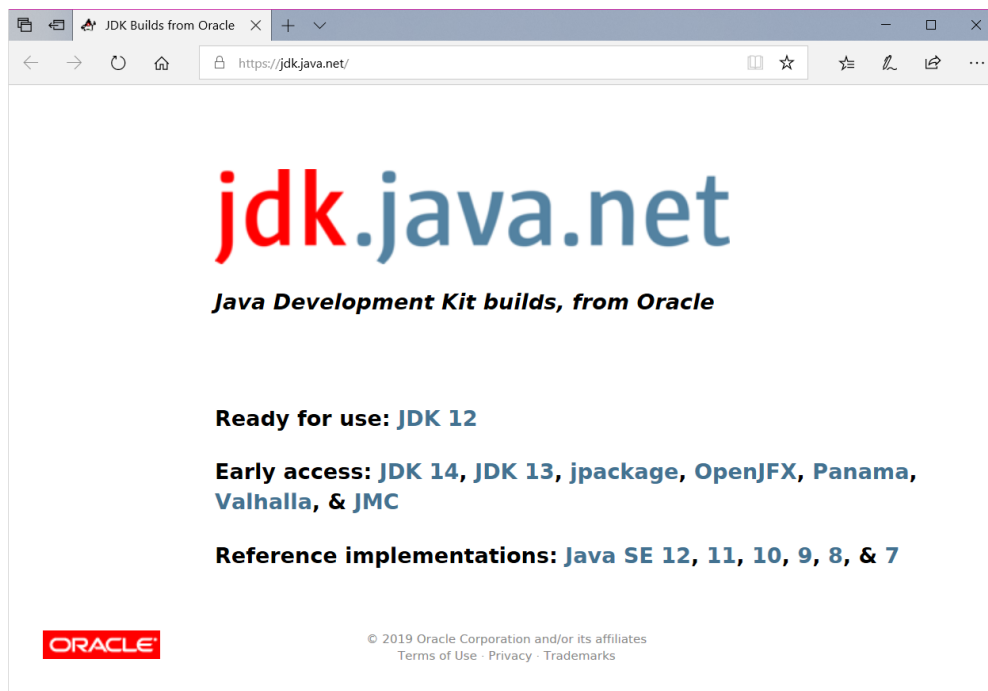 JDK Builds from Oracle
https://jdk.java.net/
jdk.java.net
Java Development Kit builds, from Oracle
Ready for use: JDK 12
Early access: JDK 14, JDK 13, jpackage, OpenJFX, Panama,
Valhalla, & JMC
Reference implementations: Java SE 12, 11, 10, 9, 8, & 7
ORACLE®
© 2019 Oracle Corporation and/or its affiliates
Terms of Use · Privacy · Trademarks